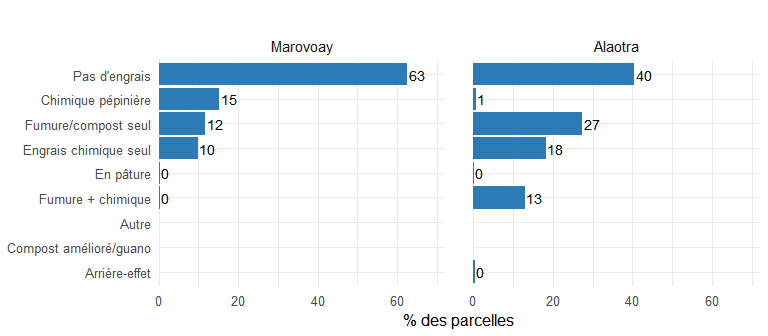 Marovoay Alaotra
Pas d'engrais 63 40
Chimique pépinière 15 1
Fumure/compost seul 12 27
Engrais chimique seul 10 18
En pâture 0 0
Fumure + chimique 0 13
Autre
Compost amélioré/guano
Arrière-effet 0
0 20 40 60 0 20 40 60
% des parcelles